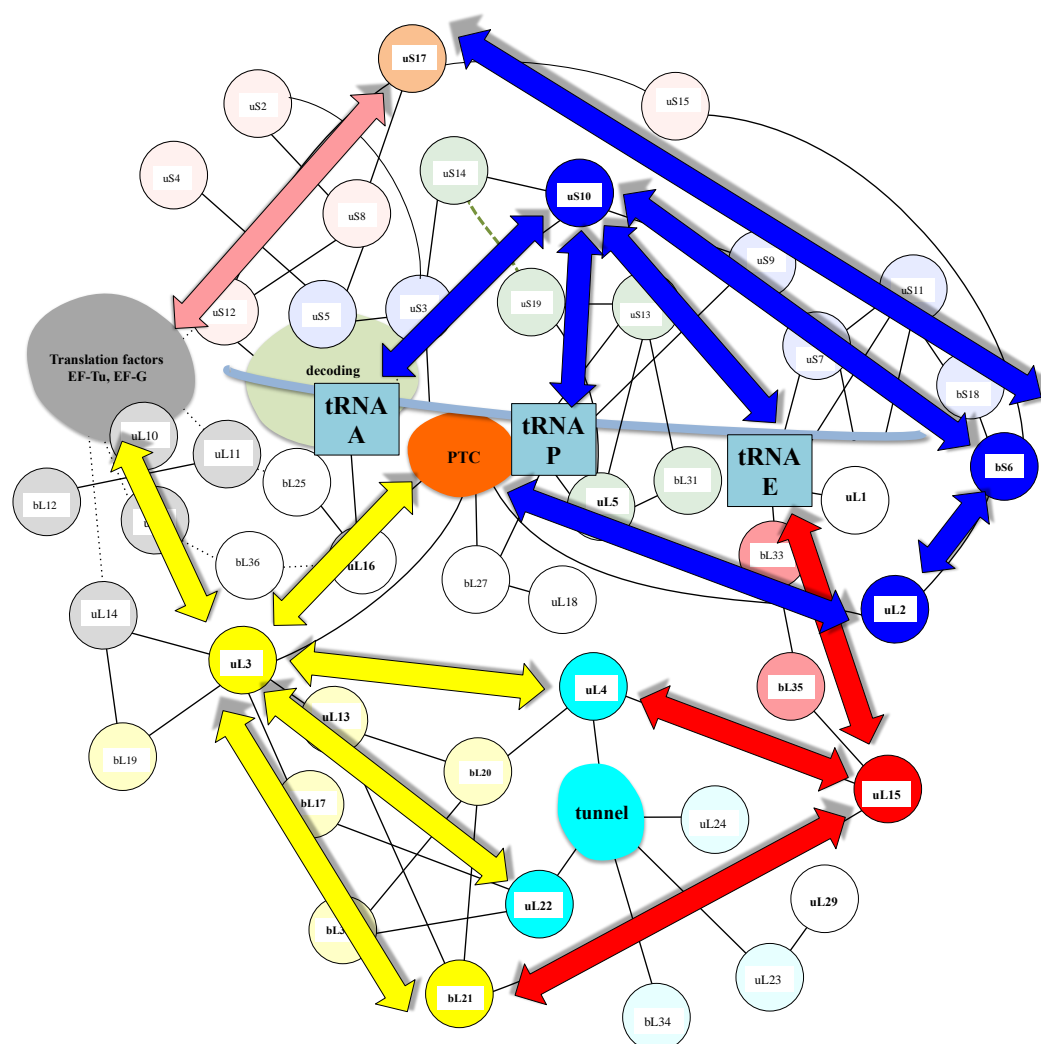 uS17
uS2
uS15
uS4
uS14
uS10
uS8
uS9
uS11
uS12
uS5
uS3
uS19
uS13
uS7
Translation factors
EF-Tu, EF-G
decoding
bS18
tRNA
A
tRNA
P
tRNA
E
uL10
uL11
PTC
bS6
bL12
bL25
uL5
bL31
uL1
bL36
uL16
bL27
uL18
bL33
uL2
uL14
uL3
uL4
bL35
uL13
bL19
bL20
bL17
tunnel
uL24
uL15
uL22
uL29
bL21
uL23
bL34